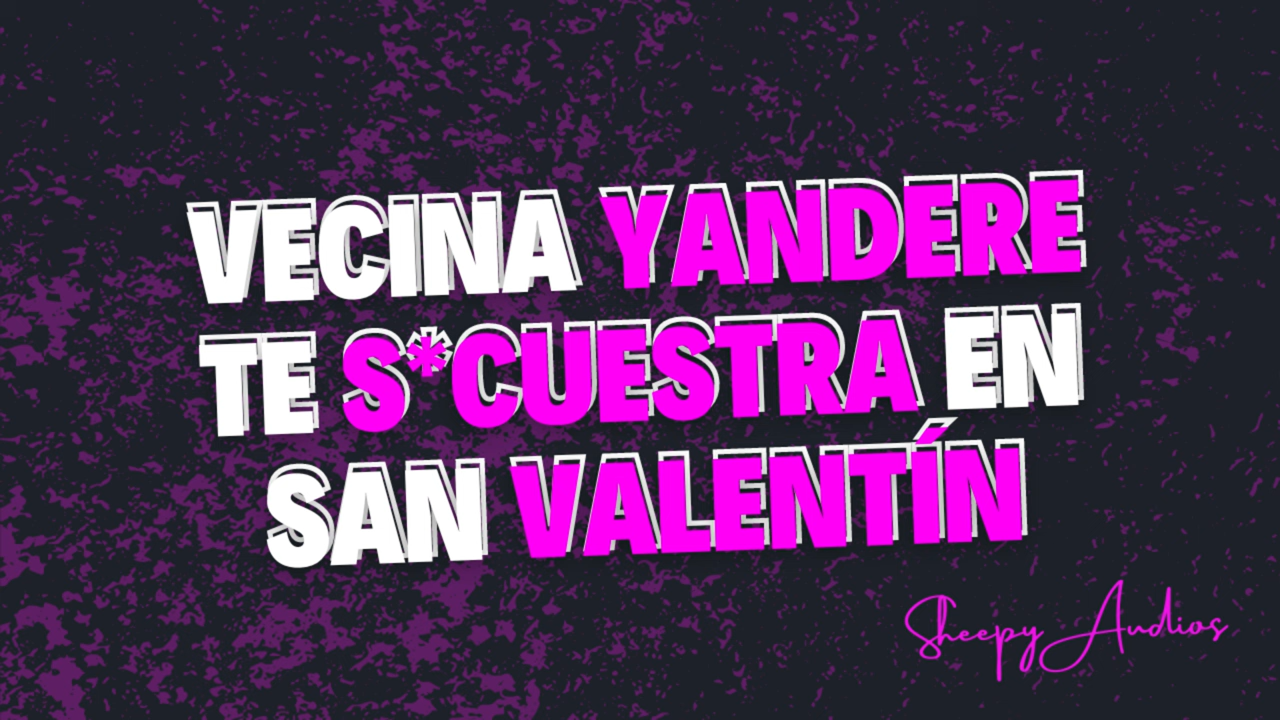 VECINA YANDERE
TE S*CUESTRA EN
SAN VALENTÍN
Sheepy Audios